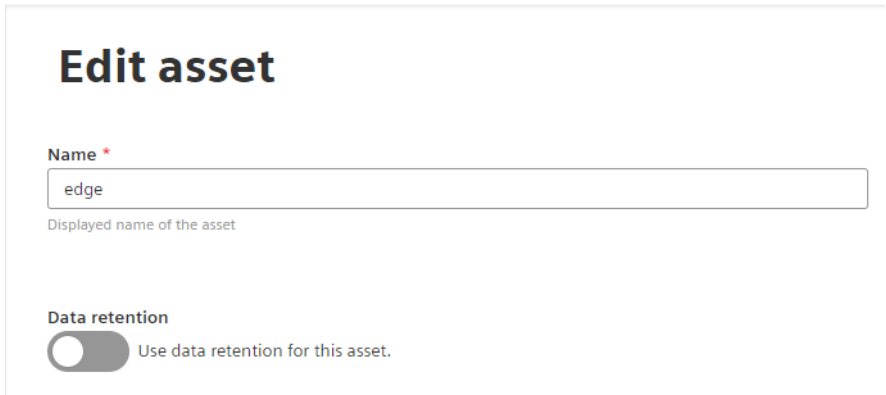 Edit asset
Name *
edge
Displayed name of the asset
Data retention
Use data retention for this asset.